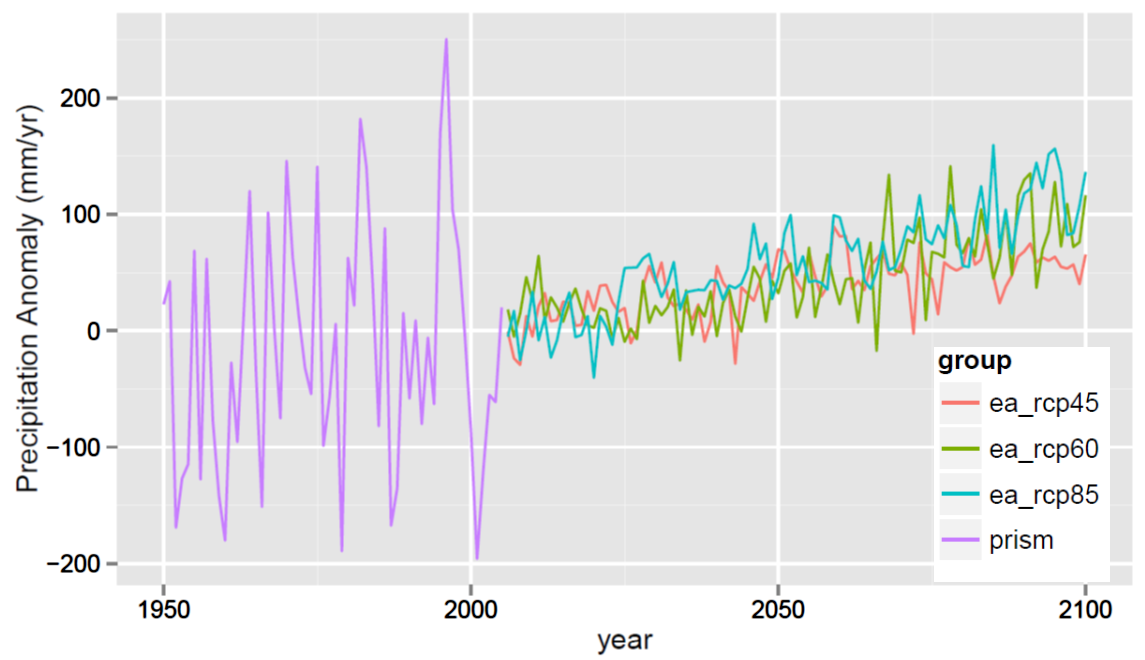 Precipitation Anomaly (mm/yr)
200
100
0
−100
−200
1950
2000
2050
2100
year
group
ea_rcp45
ea_rcp60
ea_rcp85
prism